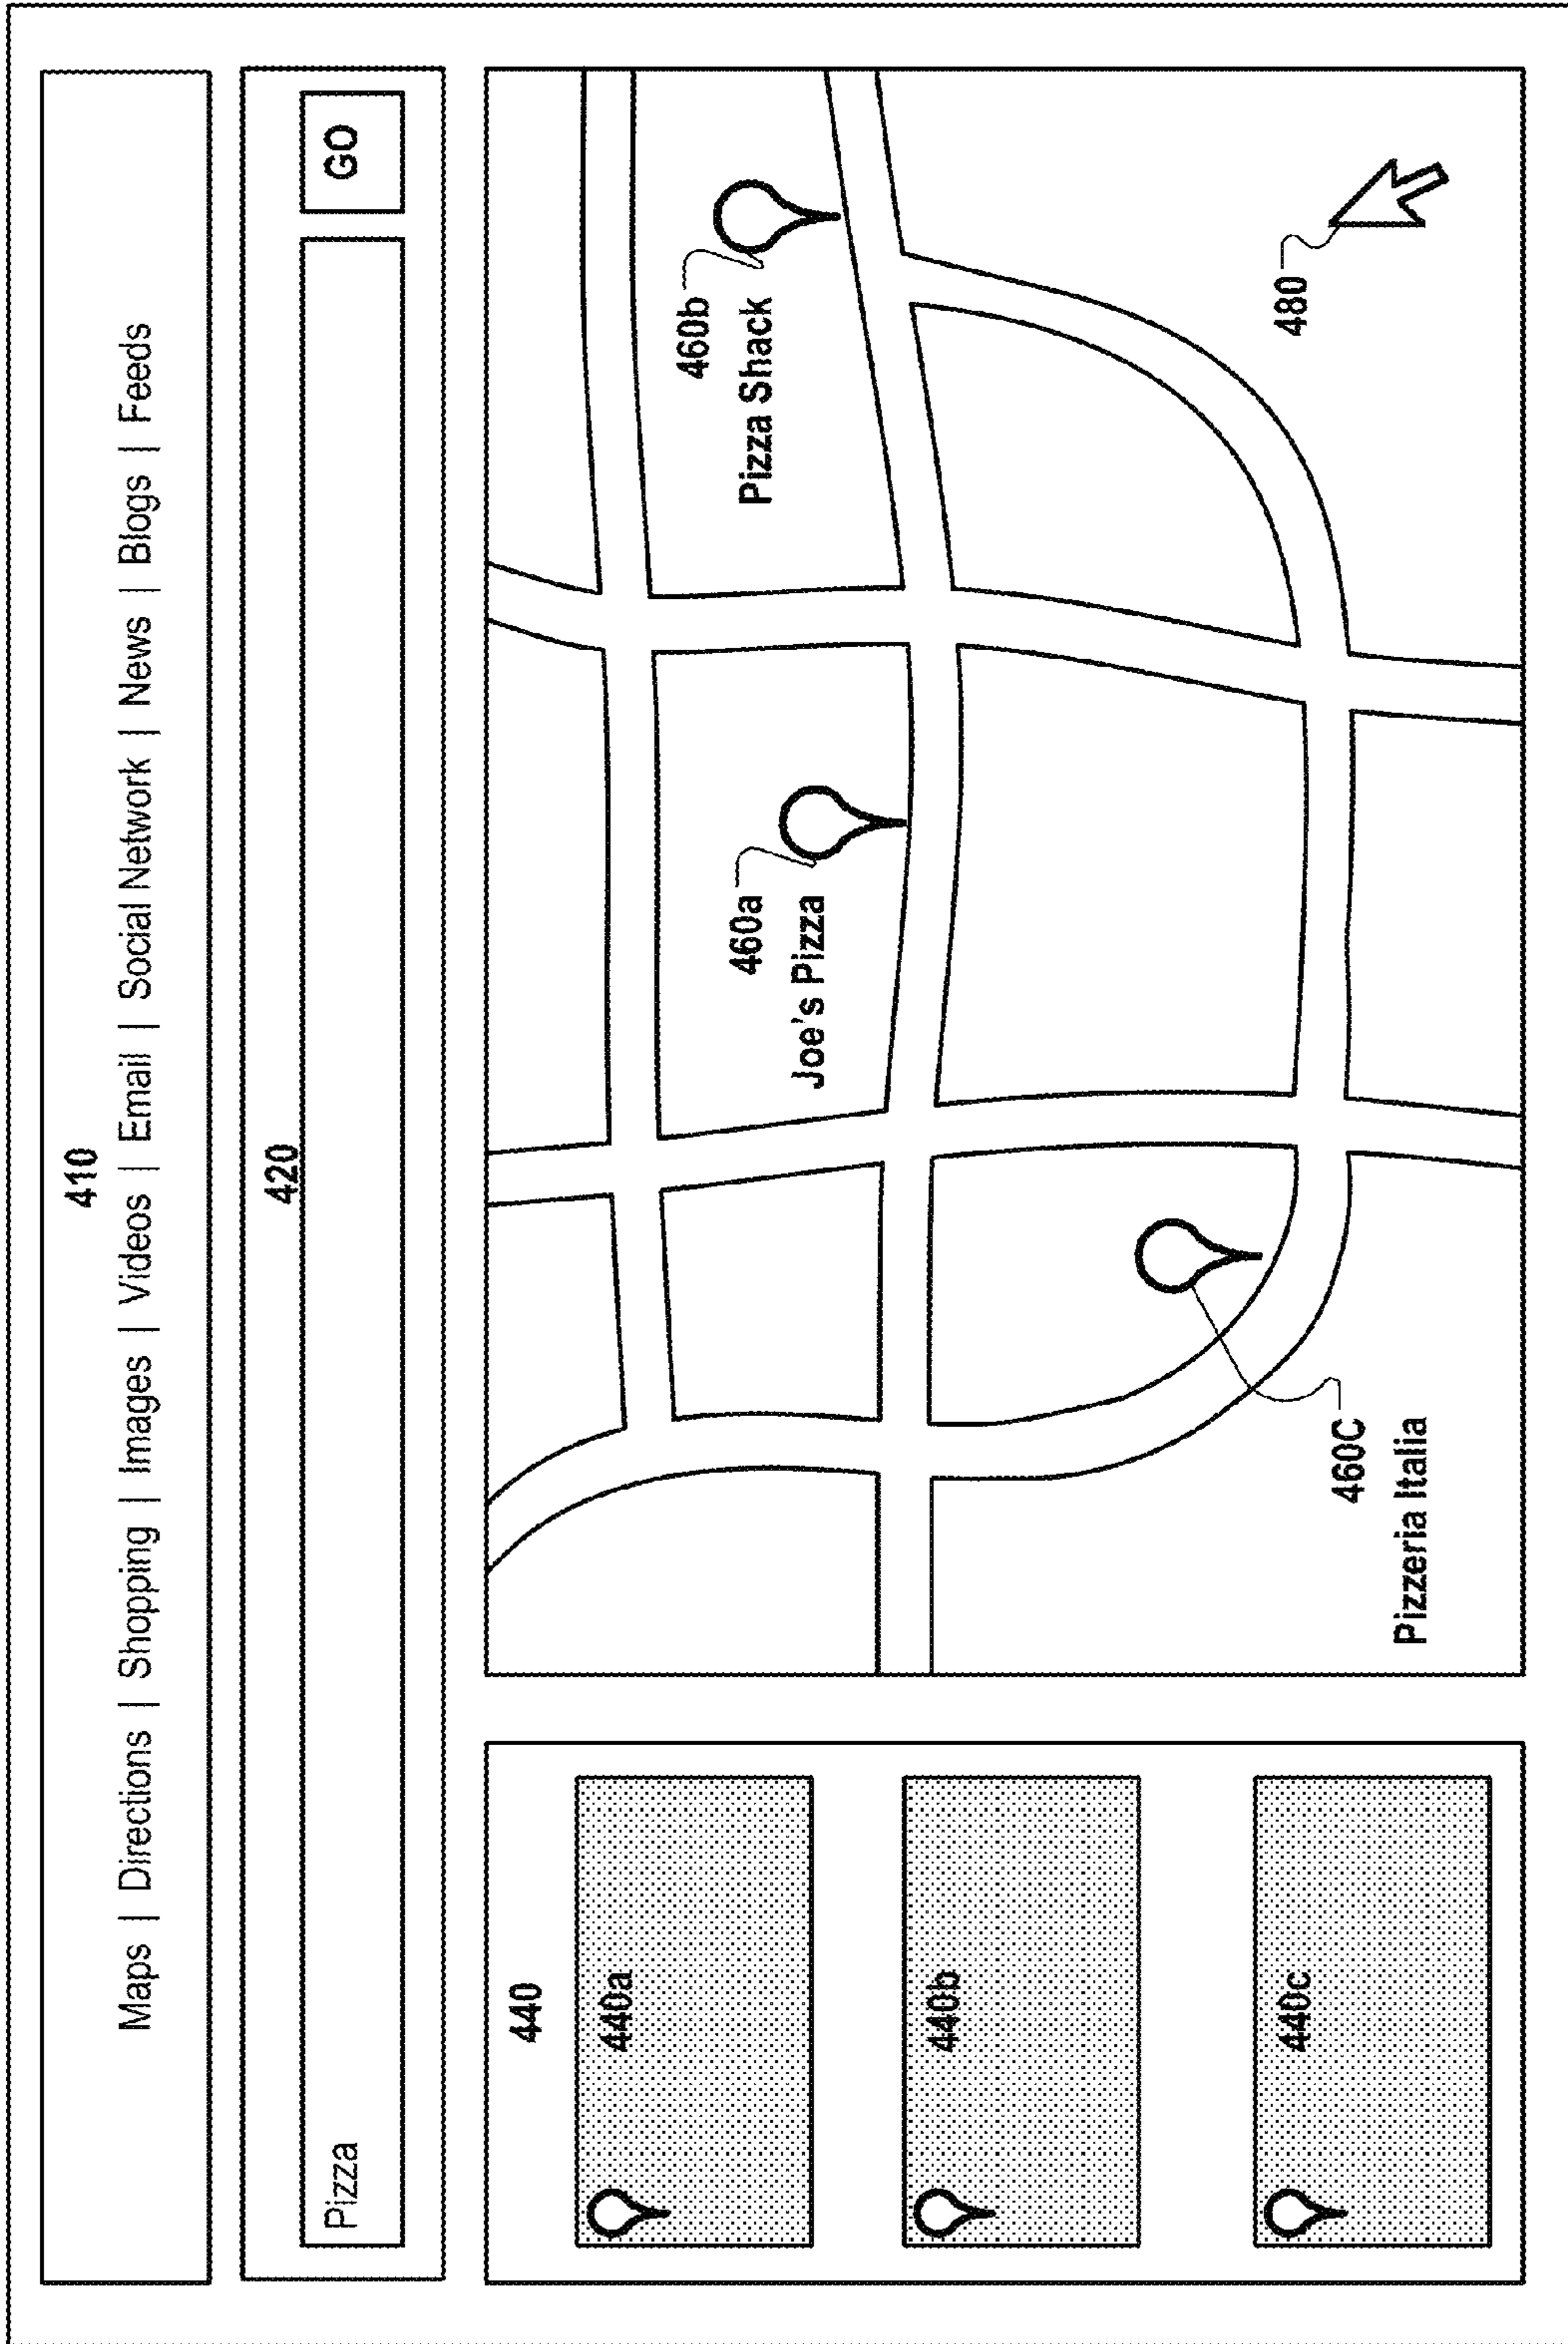 410
Maps | Directions | Shopping | Images | Videos | Email | Social Network | News | Blogs | Feeds
420
Pizza
GO
440
440a
440b
440c
460b
Pizza Shack
460a
Joe's Pizza
480
460C
Pizzeria Italia